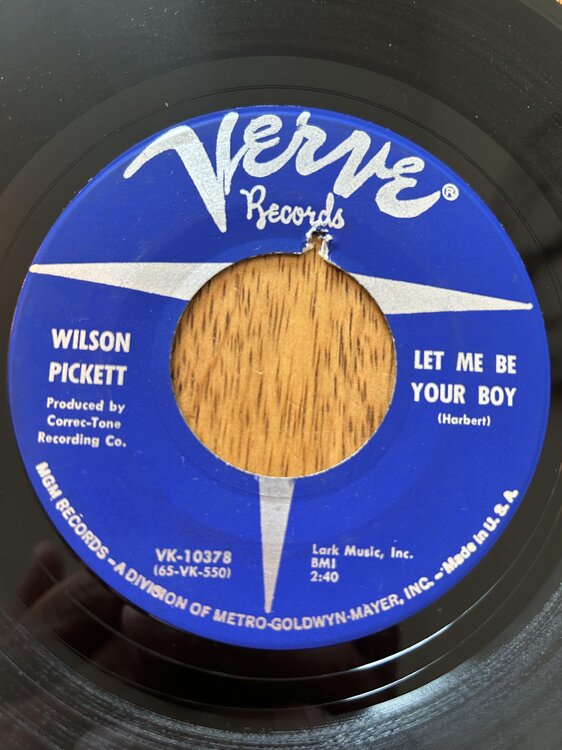 VERVE®
Records
WILSON
PICKETT
Produced by
Correc-Tone
Recording Co.
LET ME BE
YOUR BOY
(Harbert)
VK-10378
(65-VK-550)
Lark Music, Inc.
BMI
2:40
MGM RECORDS – A DIVISION OF METRO-GOLDWYN-MAYER, INC. – Made in U. S. A.